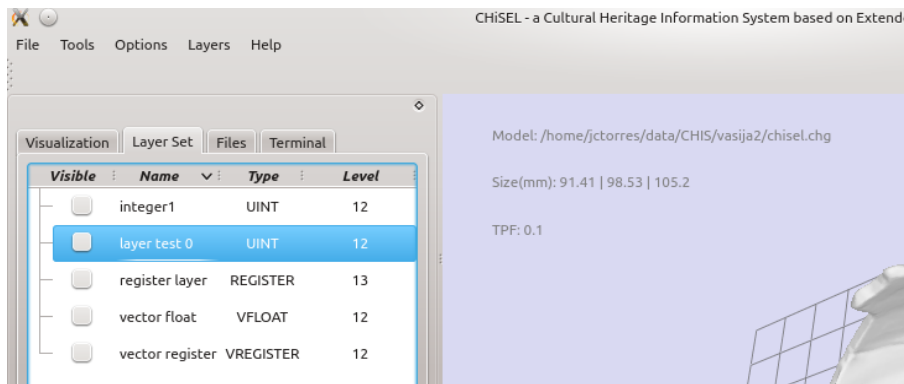 CHiSEL - a Cultural Heritage Information System based on Extend
File Tools Options Layers Help
Visualization Layer Set Files Terminal
Visible Name Type Level
integer1 UINT 12
layer test 0 UINT 12
register layer REGISTER 13
vector float VFLOAT 12
vector register VREGISTER 12
Model: /home/jctorres/data/CHIS/vasija2/chisel.chg
Size(mm): 91.41 | 98.53 | 105.2
TPF: 0.1